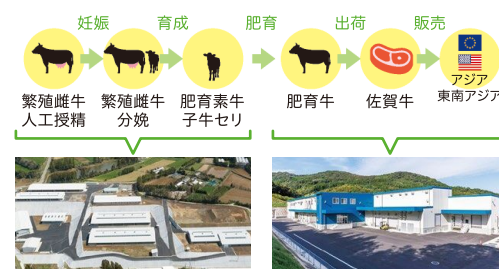 妊娠 育成 肥育 出荷 販売
繁殖雌牛
人工授精
繁殖雌牛
分娩
肥育素牛
子牛セリ
肥育牛
佐賀牛
アジア
東南アジア